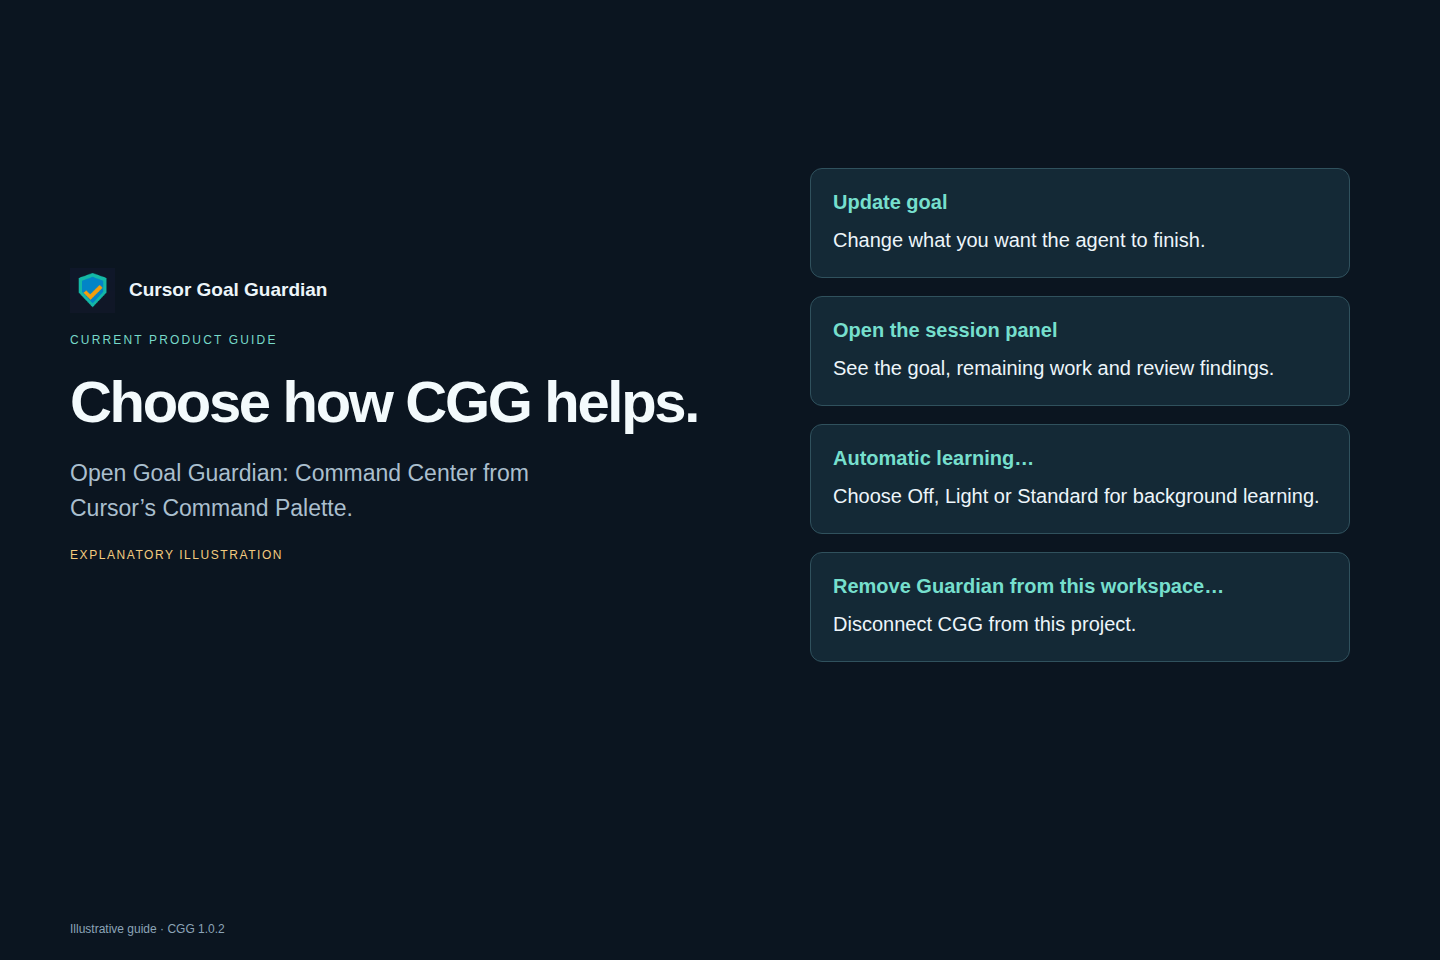 Cursor Goal Guardian
CURRENT PRODUCT GUIDE
Choose how CGG helps.
Open Goal Guardian: Command Center from
Cursor’s Command Palette.
EXPLANATORY ILLUSTRATION
Update goal
Change what you want the agent to finish.
Open the session panel
See the goal, remaining work and review findings.
Automatic learning…
Choose Off, Light or Standard for background learning.
Remove Guardian from this workspace…
Disconnect CGG from this project.
Illustrative guide · CGG 1.0.2